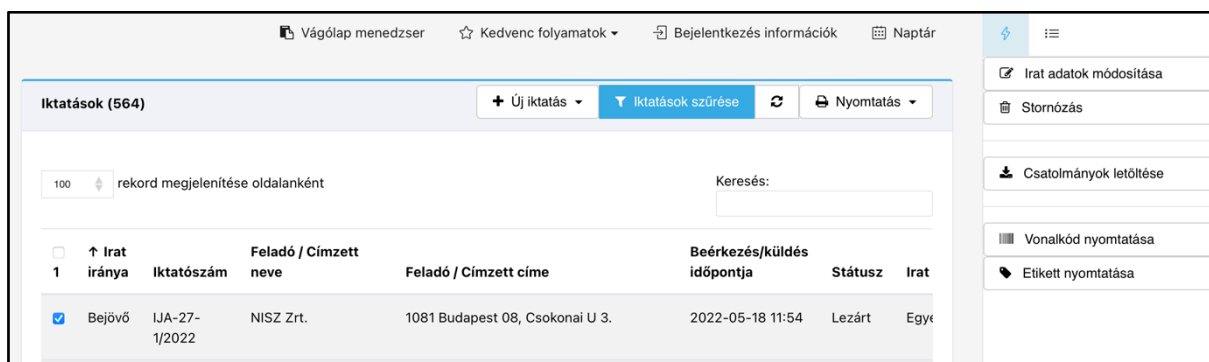 Vágólap menedzser Kedvenc folyamatok Bejelentkezés információk Naptár
Irat adatok módosítása
Iktatások (564) Új iktatás Iktatások szűrése Nyomtatás
Stornózás
Csatolmányok letöltése
100 rekord megjelenítése oldalanként Keresés:
Vonalkód nyomtatása
Etikett nyomtatása
1 ↑ Irat iránya Iktatószám Feladó / Címzett neve Feladó / Címzett címe Beérkezés/küldés időpontja Státusz Irat
Bejövő IJA-27-1/2022 NISZ Zrt. 1081 Budapest 08, Csokonai U 3. 2022-05-18 11:54 Lezárt